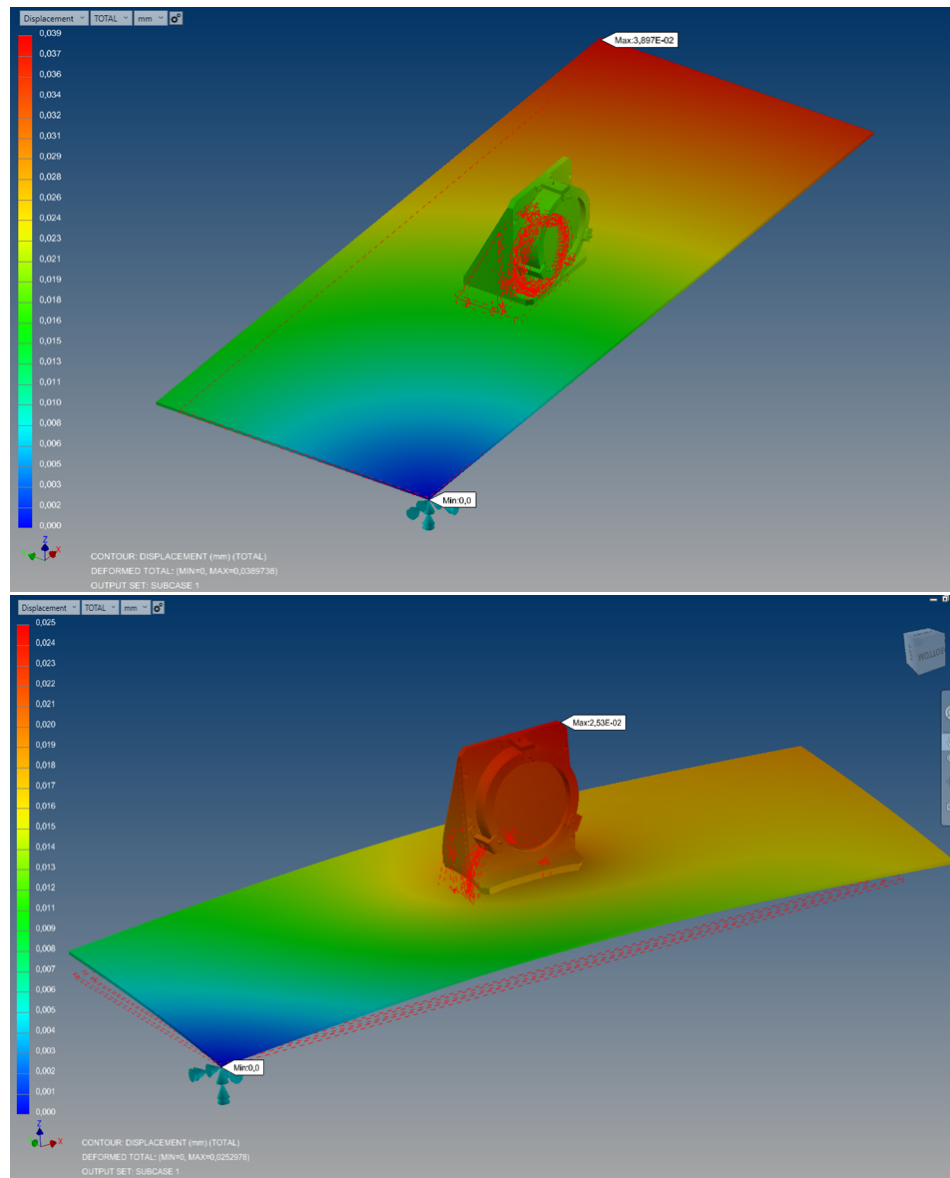 Displacement TOTAL mm
0,039
Max:3,897E-02
0,037
0,036
0,034
0,032
0,031
0,029
0,028
0,026
0,024
0,023
0,021
0,019
0,018
0,016
0,015
0,013
0,011
0,010
0,008
0,006
0,005
0,003
Min:0,0
0,002
0,000
Z
X
CONTOUR: DISPLACEMENT (mm) (TOTAL)
DEFORMED TOTAL: (MIN=0, MAX=0,0389738)
OUTPUT SET: SUBCASE 1
Displacement TOTAL mm
0,025
0,024
BOTTOM
0,023
0,022
0,021
Max:2,53E-02
0,020
0,019
0,018
0,017
0,016
0,015
0,014
0,013
0,012
0,011
0,009
0,008
0,007
0,006
0,005
0,004
0,003
0,002
Min:0,0
0,001
0,000
Z
X
CONTOUR: DISPLACEMENT (mm) (TOTAL)
DEFORMED TOTAL: (MIN=0, MAX=0,0252978)
OUTPUT SET: SUBCASE 1